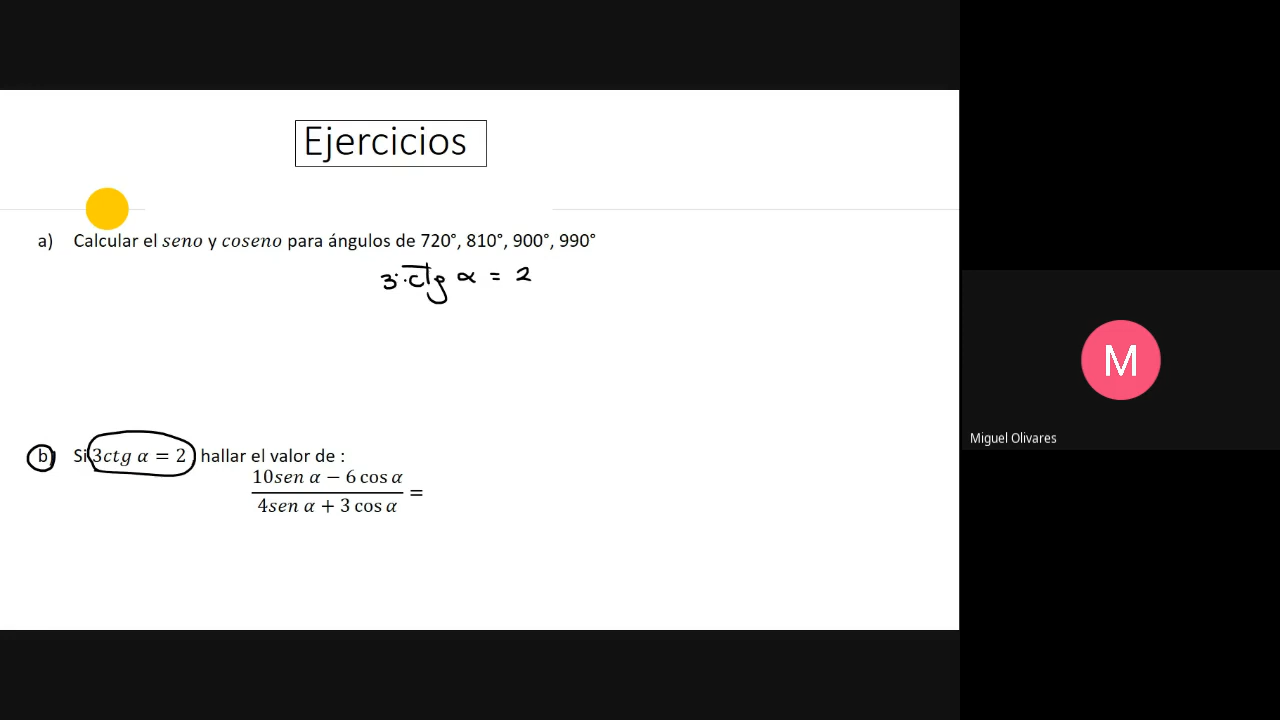 Ejercicios
a) Calcular el seno y coseno para ángulos de 720°, 810°, 900°, 990°
3·ctg α = 2
b) Si 3ctg α = 2 hallar el valor de :
10sen α − 6 cos α
4sen α + 3 cos α =
M
Miguel Olivares